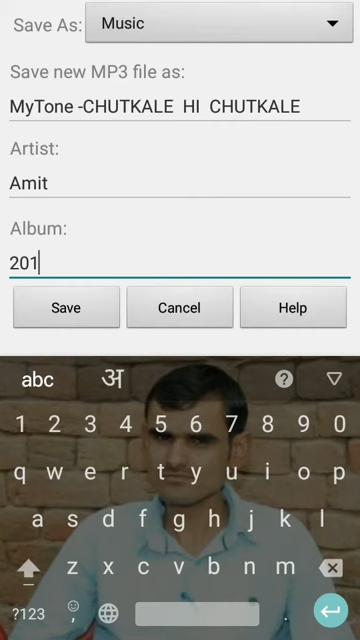 Save As: Music
Save new MP3 file as:
MyTone -CHUTKALE  HI  CHUTKALE
Artist:
Amit
Album:
201
Save Cancel Help
abc अ ?
1 2 3 4 5 6 7 8 9 0
q w e r t y u i o p
a s d f g h j k l
z x c v b n m
?123 , .